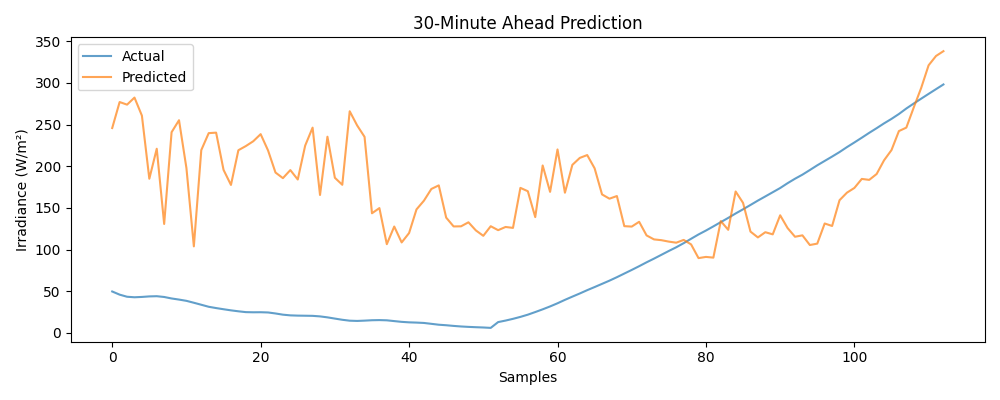 30-Minute Ahead Prediction
Actual
Predicted
Irradiance (W/m²)
350
300
250
200
150
100
50
0
0 20 40 60 80 100
Samples